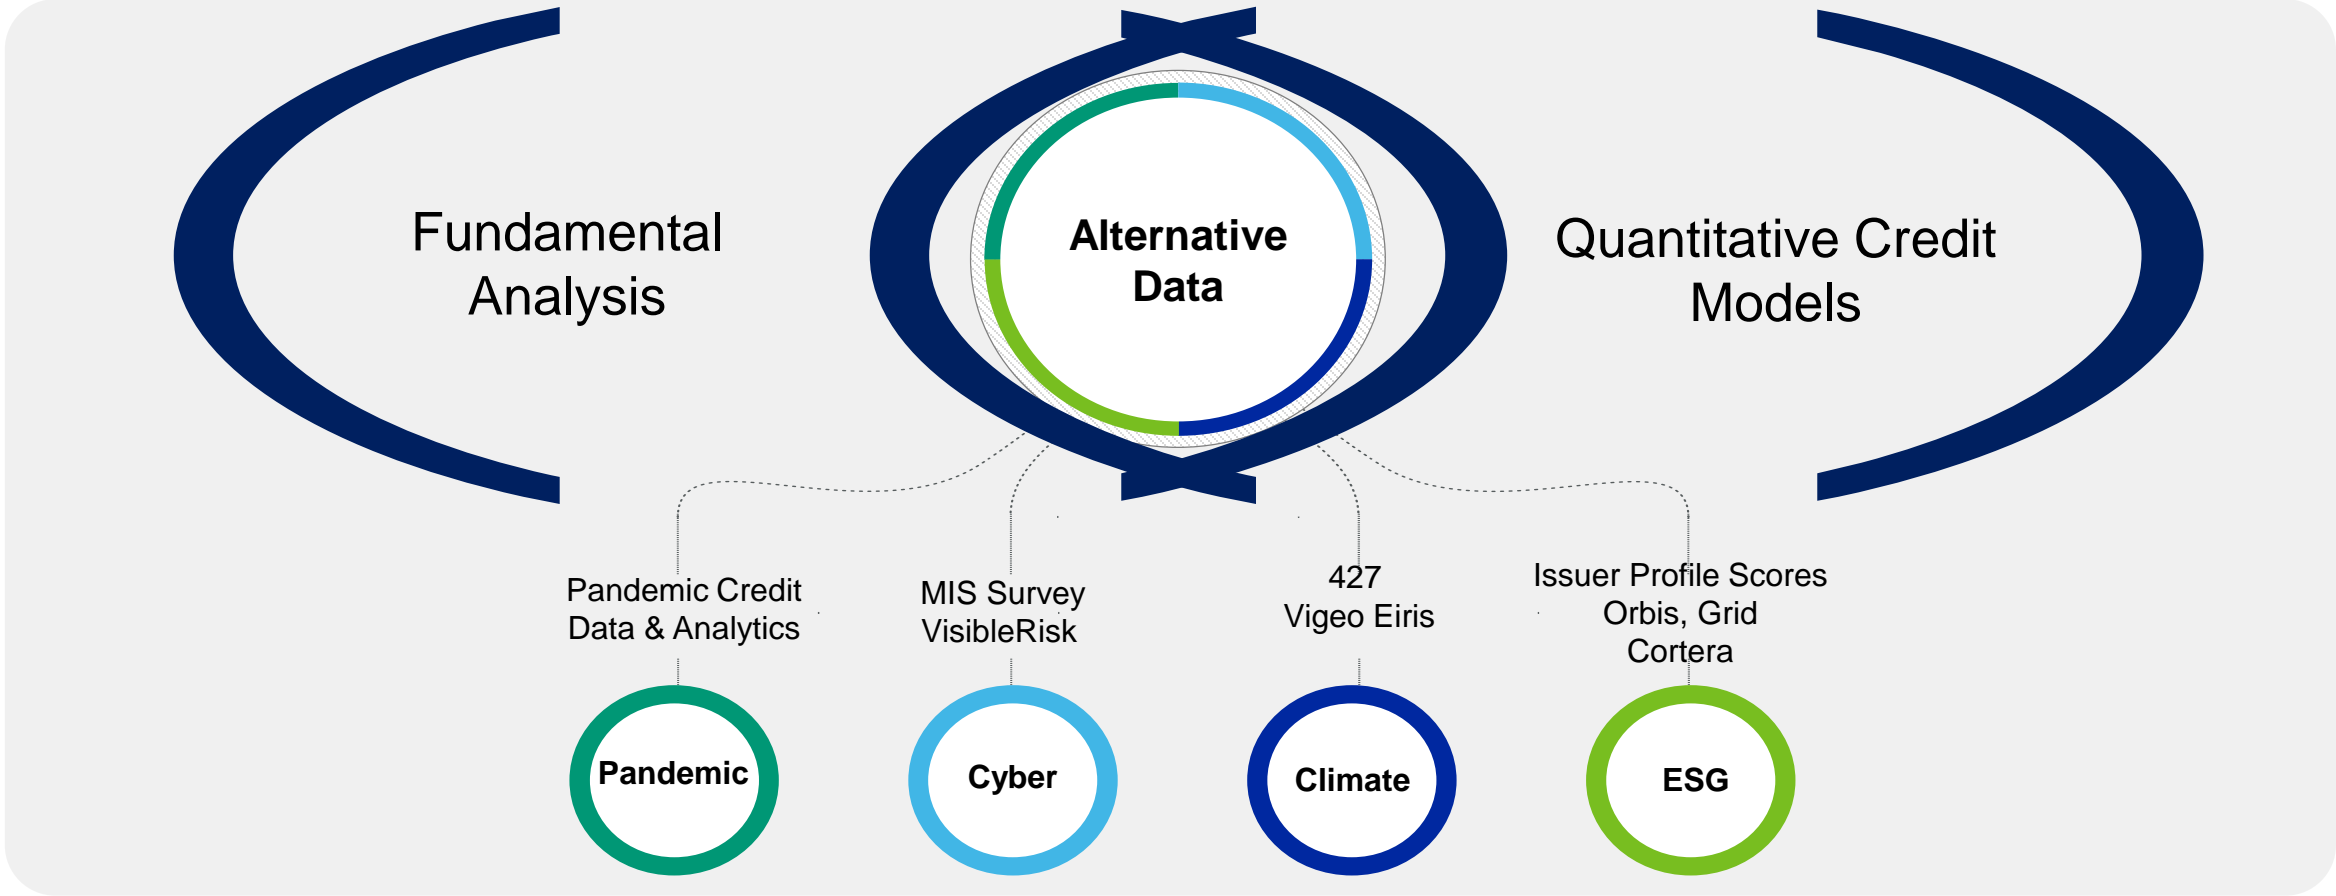 Fundamental
Analysis
Alternative
Data
Quantitative Credit
Models
Pandemic Credit
Data & Analytics
MIS Survey
VisibleRisk
427
Vigeo Eiris
Issuer Profile Scores
Orbis, Grid
Cortera
Pandemic
Cyber
Climate
ESG